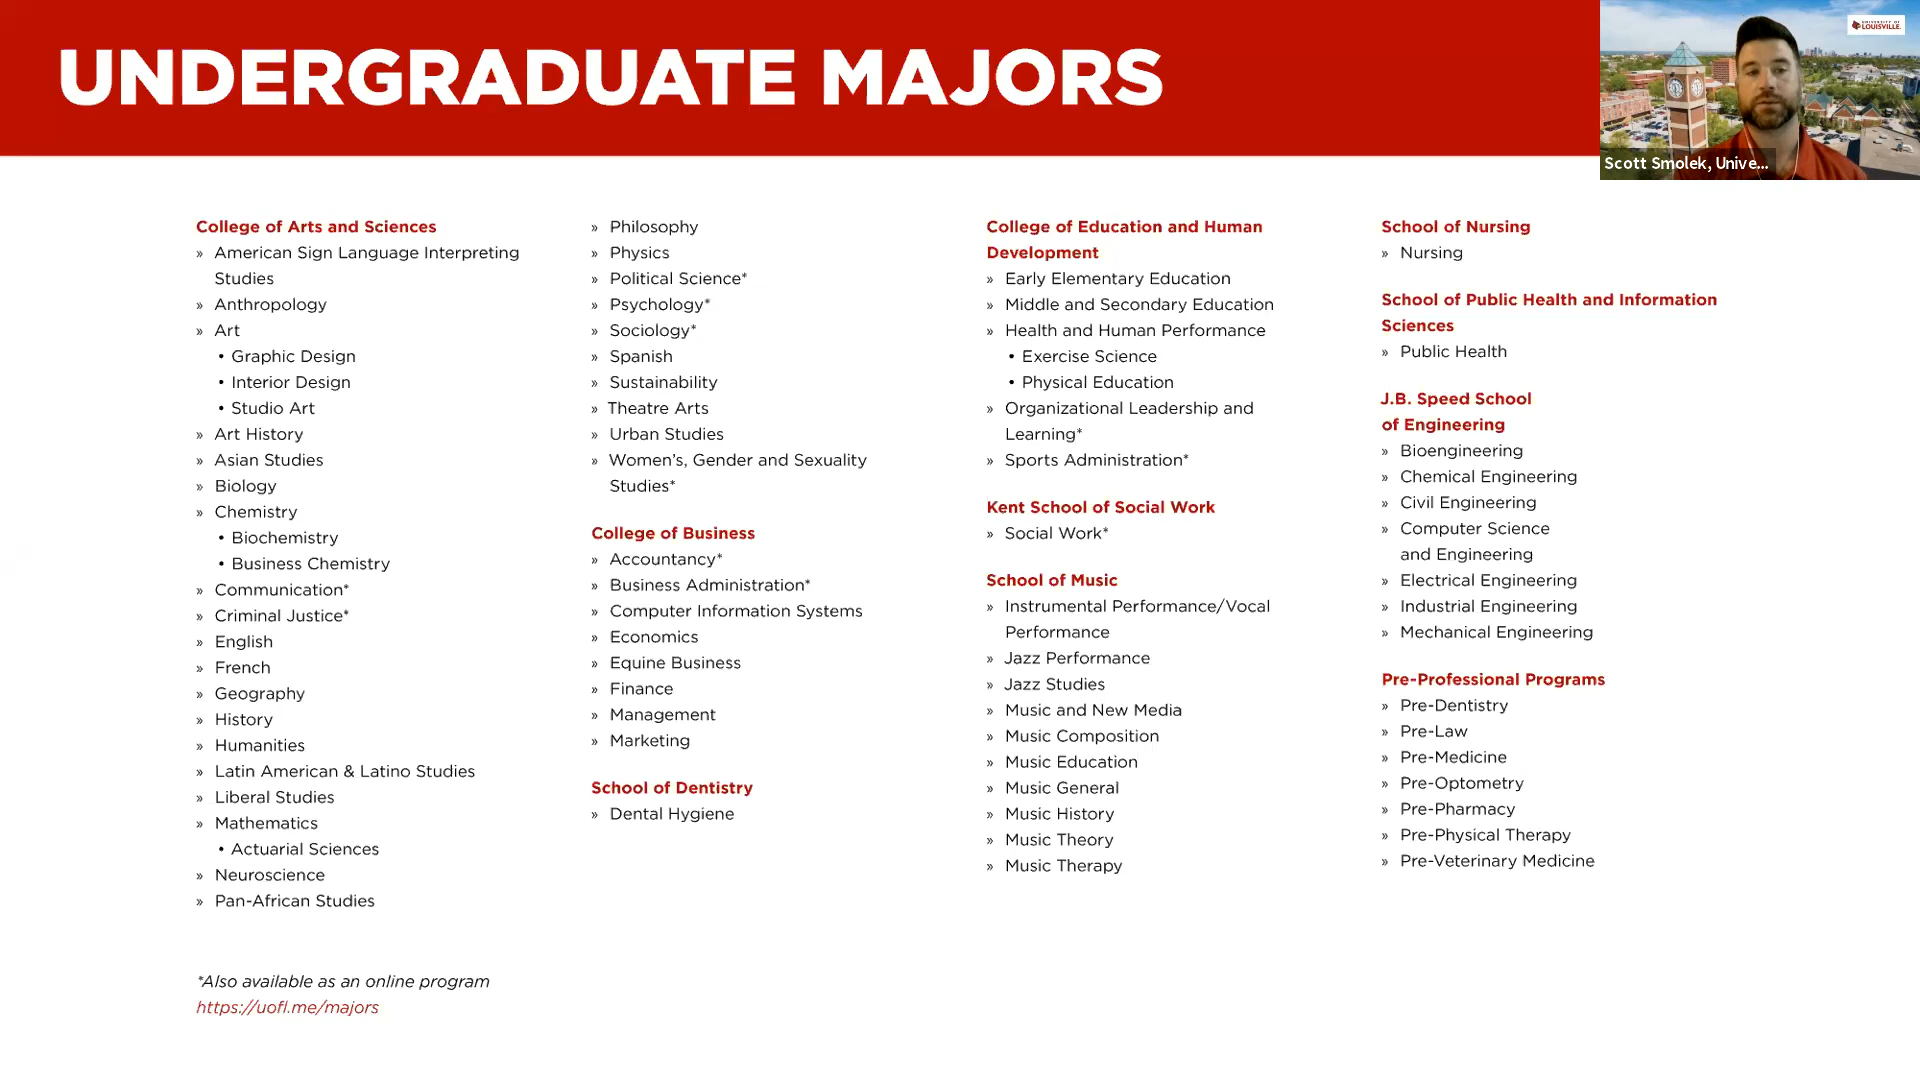 UNDERGRADUATE MAJORS
UNIVERSITY OF
LOUISVILLE.
Scott Smolek, Unive...
College of Arts and Sciences
» American Sign Language Interpreting
Studies
» Anthropology
» Art
• Graphic Design
• Interior Design
• Studio Art
» Art History
» Asian Studies
» Biology
» Chemistry
• Biochemistry
• Business Chemistry
» Communication*
» Criminal Justice*
» English
» French
» Geography
» History
» Humanities
» Latin American & Latino Studies
» Liberal Studies
» Mathematics
• Actuarial Sciences
» Neuroscience
» Pan-African Studies
» Philosophy
» Physics
» Political Science*
» Psychology*
» Sociology*
» Spanish
» Sustainability
» Theatre Arts
» Urban Studies
» Women’s, Gender and Sexuality
Studies*
College of Business
» Accountancy*
» Business Administration*
» Computer Information Systems
» Economics
» Equine Business
» Finance
» Management
» Marketing
School of Dentistry
» Dental Hygiene
College of Education and Human
Development
» Early Elementary Education
» Middle and Secondary Education
» Health and Human Performance
• Exercise Science
• Physical Education
» Organizational Leadership and
Learning*
» Sports Administration*
Kent School of Social Work
» Social Work*
School of Music
» Instrumental Performance/Vocal
Performance
» Jazz Performance
» Jazz Studies
» Music and New Media
» Music Composition
» Music Education
» Music General
» Music History
» Music Theory
» Music Therapy
School of Nursing
» Nursing
School of Public Health and Information
Sciences
» Public Health
J.B. Speed School
of Engineering
» Bioengineering
» Chemical Engineering
» Civil Engineering
» Computer Science
and Engineering
» Electrical Engineering
» Industrial Engineering
» Mechanical Engineering
Pre-Professional Programs
» Pre-Dentistry
» Pre-Law
» Pre-Medicine
» Pre-Optometry
» Pre-Pharmacy
» Pre-Physical Therapy
» Pre-Veterinary Medicine
*Also available as an online program
https://uofl.me/majors